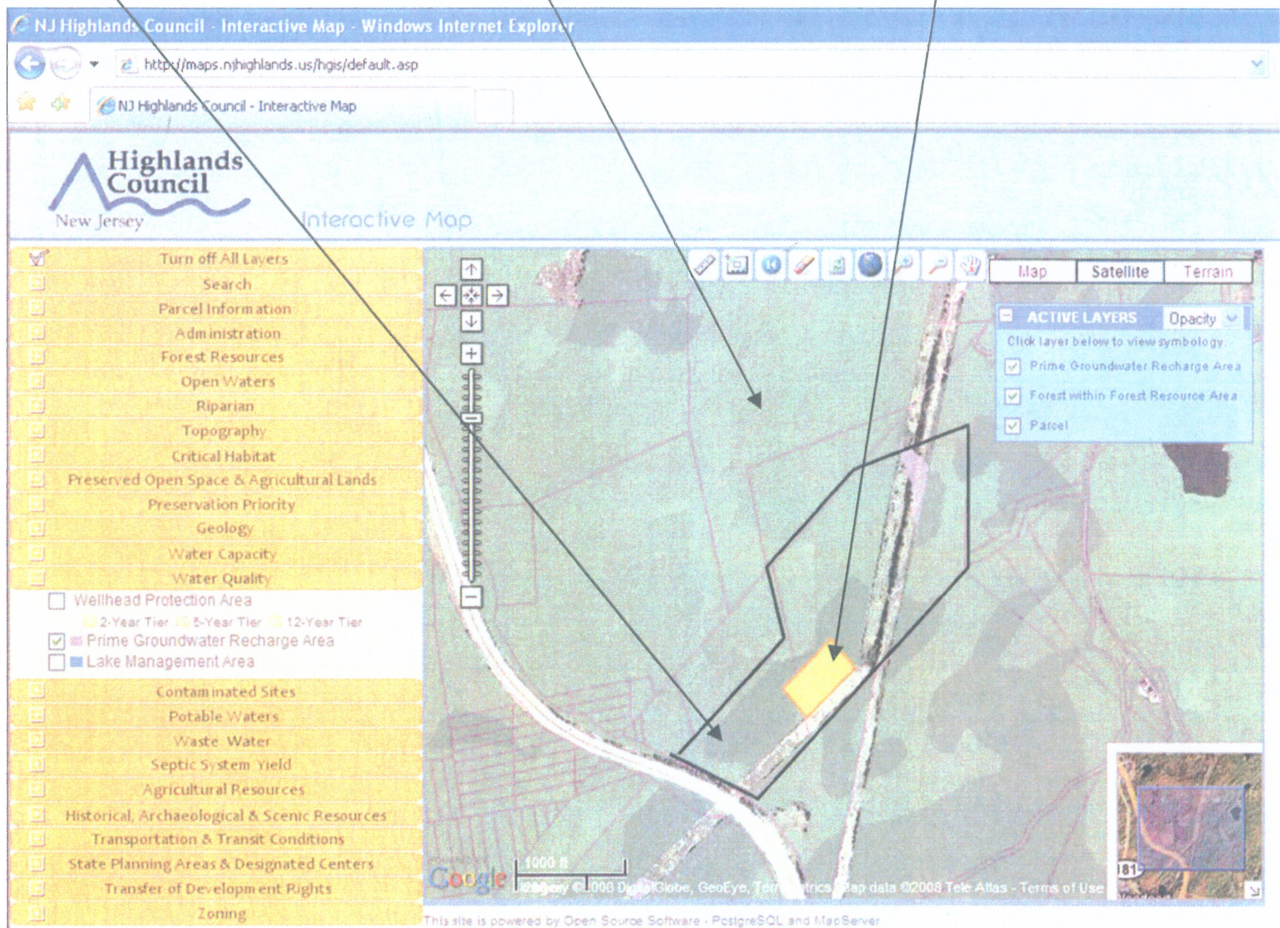 NJ Highlands Council - Interactive Map - Windows Internet Explorer
http://maps.njhighlands.us/hgis/default.asp
NJ Highlands Council - Interactive Map
Highlands
Council
New Jersey
Interactive Map
Turn off All Layers
Search
Parcel Information
Administration
Forest Resources
Open Waters
Riparian
Topography
Critical Habitat
Preserved Open Space & Agricultural Lands
Preservation Priority
Geology
Water Capacity
Water Quality
Wellhead Protection Area
2-Year Tier 5-Year Tier 12-Year Tier
Prime Groundwater Recharge Area
Lake Management Area
Contaminated Sites
Potable Waters
Waste Water
Septic System Yield
Agricultural Resources
Historical, Archaeological & Scenic Resources
Transportation & Transit Conditions
State Planning Areas & Designated Centers
Transfer of Development Rights
Zoning
Map Satellite Terrain
ACTIVE LAYERS Opacity
Click layer below to view symbology.
Prime Groundwater Recharge Area
Forest within Forest Resource Area
Parcel
181
Google
1000 ft
©2008 DigitalGlobe, GeoEye, Map data ©2008 Tele Atlas - Terms of Use
This site is powered by Open Source Software - PostgreSQL and MapServer